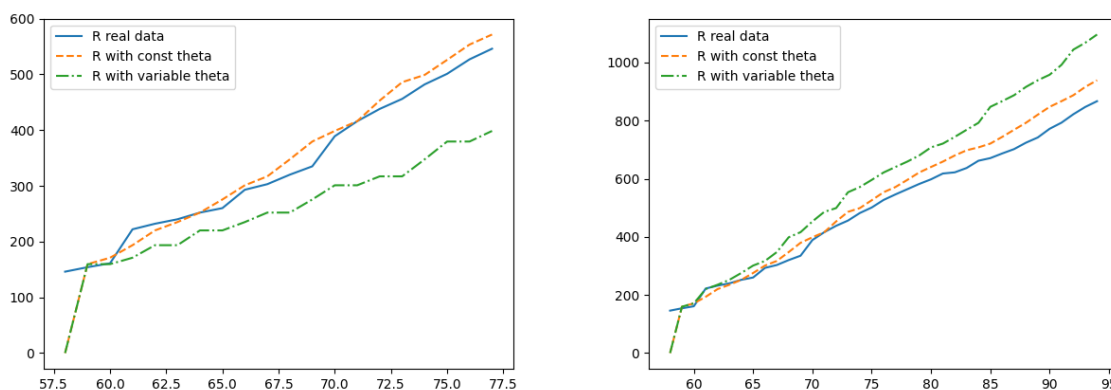 600
500
400
300
200
100
0
R real data
R with const theta
R with variable theta
57.5 60.0 62.5 65.0 67.5 70.0 72.5 75.0 77.5
1000
800
600
400
200
0
R real data
R with const theta
R with variable theta
60 65 70 75 80 85 90 95